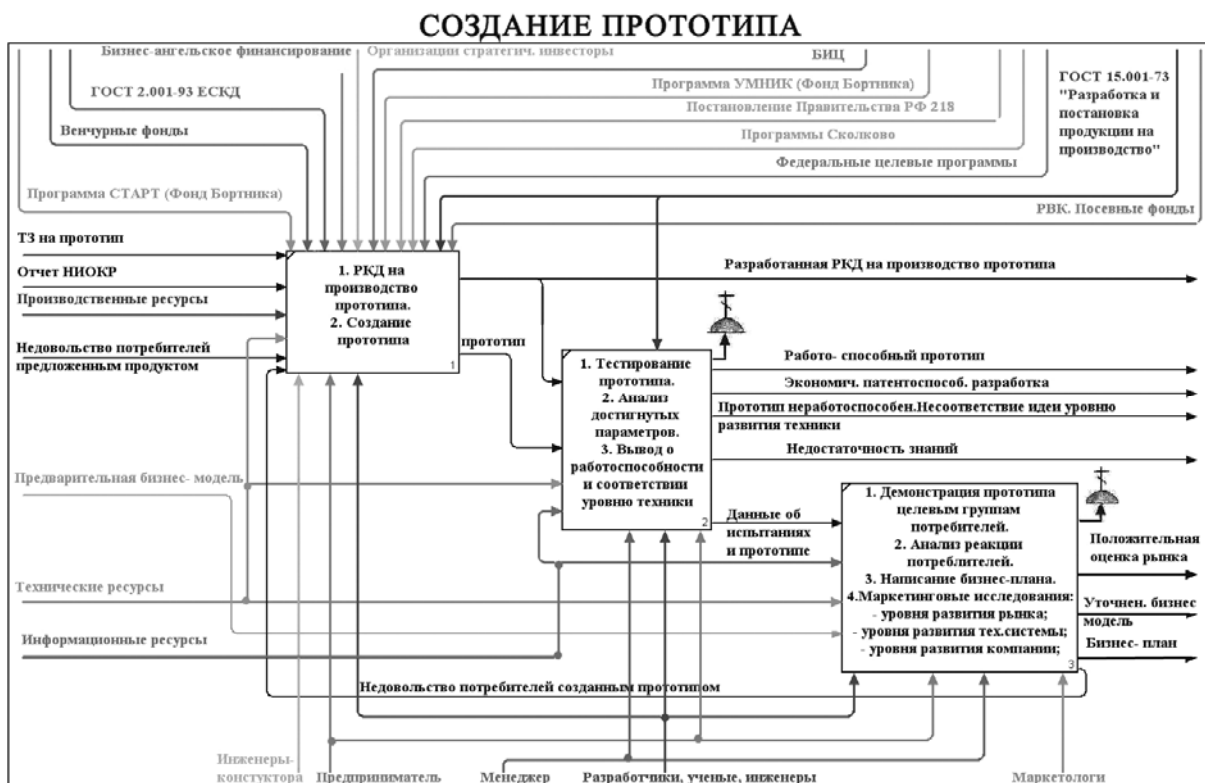 СОЗДАНИЕ ПРОТОТИПА
Бизнес-ангельское финансирование
Организации стратегич. инвесторы
БИЦ
ГОСТ 2.001-93 ЕСКД
Программа УМНИК (Фонд Бортника)
ГОСТ 15.001-73
"Разработка и
постановка
продукции на
производство"
Постановление Правительства РФ 218
Венчурные фонды
Программы Сколково
Федеральные целевые программы
Программа СТАРТ (Фонд Бортника)
РВК. Посевные фонды
ТЗ на прототип
Отчет НИОКР
Производственные ресурсы
Недовольство потребителей
предложенным продуктом
1. РКД на
производство
прототипа.
2. Создание
прототипа
1
Разработанная РКД на производство прототипа
прототип
1. Тестирование
прототипа.
2. Анализ
достигнутых
параметров.
3. Вывод о
работоспособности
и соответствии
уровню техники
2
Работо- способный прототип
Экономич. патентоспособ. разработка
Прототип неработоспособен.Несоответствие идеи уровню
развития техники
Недостаточность знаний
Предварительная бизнес- модель
Данные об
испытаниях
и прототипе
1. Демонстрация прототипа
целевым группам
потребителей.
2. Анализ реакции
потреблителей.
3. Написание бизнес-плана.
4.Маркетинговые исследования:
- уровня развития рынка;
- уровня развития тех.системы;
- уровня развития компании;
3
Положительная
оценка рынка
Уточнен. бизнес
модель
Бизнес- план
Технические ресурсы
Информационные ресурсы
Недовольство потребителей созданным прототипом
Инженеры-
констуктора
Предприниматель
Менеджер
Разработчики, ученые, инженеры
Маркетологи